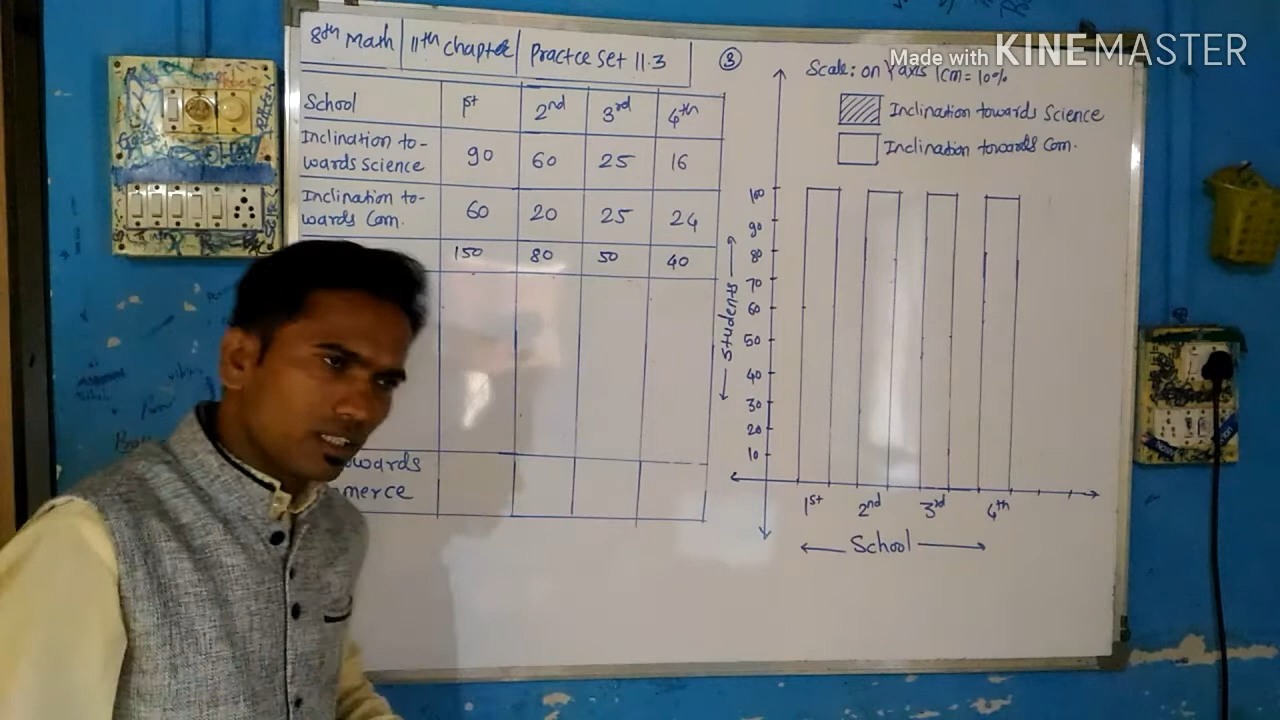 Made with KINEMASTER
8th Math | 11th chapter | Practce Set 11.3
School 1st 2nd 3rd 4th
Inclination to-
wards science 90 60 25 16
Inclination to-
wards Com. 60 20 25 24
150 80 50 40
owards
merce
③
Scale: on Y axis 1cm = 10%
Inclination towards Science
Inclination towards Com.
100
90
80
70
60
50
40
30
20
10
Students
1st 2nd 3rd 4th
School